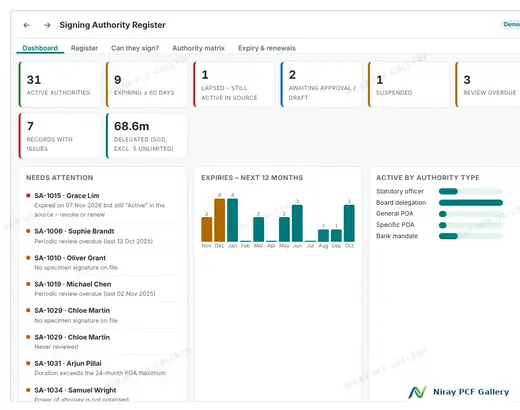 Signing Authority Register
Demo
Dashboard Register Can they sign? Authority matrix Expiry & renewals
31
ACTIVE AUTHORITIES
9
EXPIRING ≤ 60 DAYS
1
LAPSED – STILL
ACTIVE IN SOURCE
2
AWAITING APPROVAL /
DRAFT
1
SUSPENDED
3
REVIEW OVERDUE
7
RECORDS WITH
ISSUES
68.6m
DELEGATED (SGD,
EXCL. 5 UNLIMITED)
NEEDS ATTENTION
SA-1015 · Grace Lim
Expired on 07 Nov 2026 but still "Active" in the
source – revoke or renew
SA-1006 · Sophie Brandt
Periodic review overdue (last 13 Oct 2025)
SA-1010 · Oliver Grant
No specimen signature on file
SA-1019 · Michael Chen
Periodic review overdue (last 02 Nov 2025)
SA-1029 · Chloe Martin
No specimen signature on file
SA-1029 · Chloe Martin
Never reviewed
SA-1031 · Arjun Pillai
Duration exceeds the 24-month POA maximum
SA-1034 · Samuel Wright
Power of attorney is not notarised
EXPIRIES – NEXT 12 MONTHS
2 4 4 2 2 3 1 1 3
Nov Dec Jan Feb Mar Apr May Jun Jul Aug Sep Oct
ACTIVE BY AUTHORITY TYPE
Statutory officer
Board delegation
General POA
Specific POA
Bank mandate
NIRAY PCF GALLERY
Niray PCF Gallery